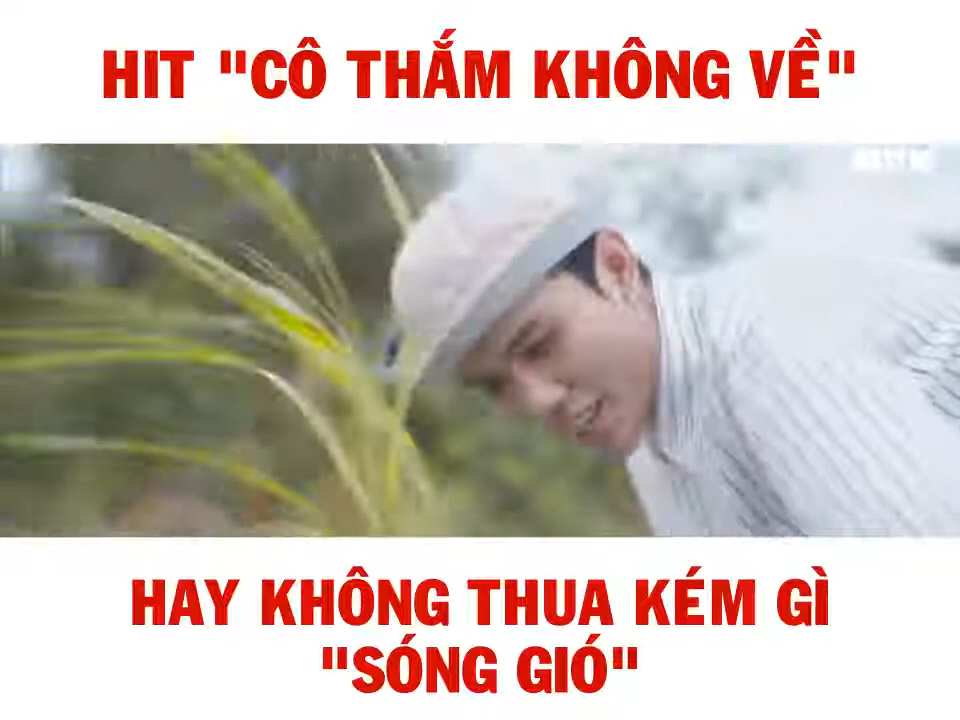 HIT "CÔ THẮM KHÔNG VỀ"
HAY KHÔNG THUA KÉM GÌ
"SÓNG GIÓ"